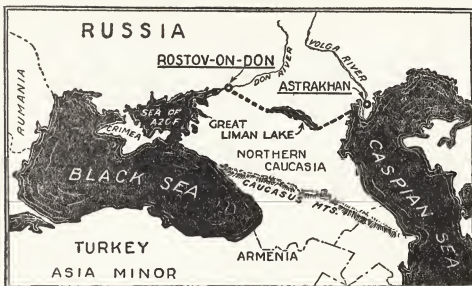 RUSSIA
ROSTOV-ON-DON
DON RIVER
VOLGA RIVER
ASTRAKHAN
RUMANIA
SEA OF
AZOF
CRIMEA
GREAT
LIMAN LAKE
NORTHERN
CAUCASIA
BLACK SEA
CAUCASUS MTS.
CASPIAN SEA
TURKEY
ASIA MINOR
ARMENIA